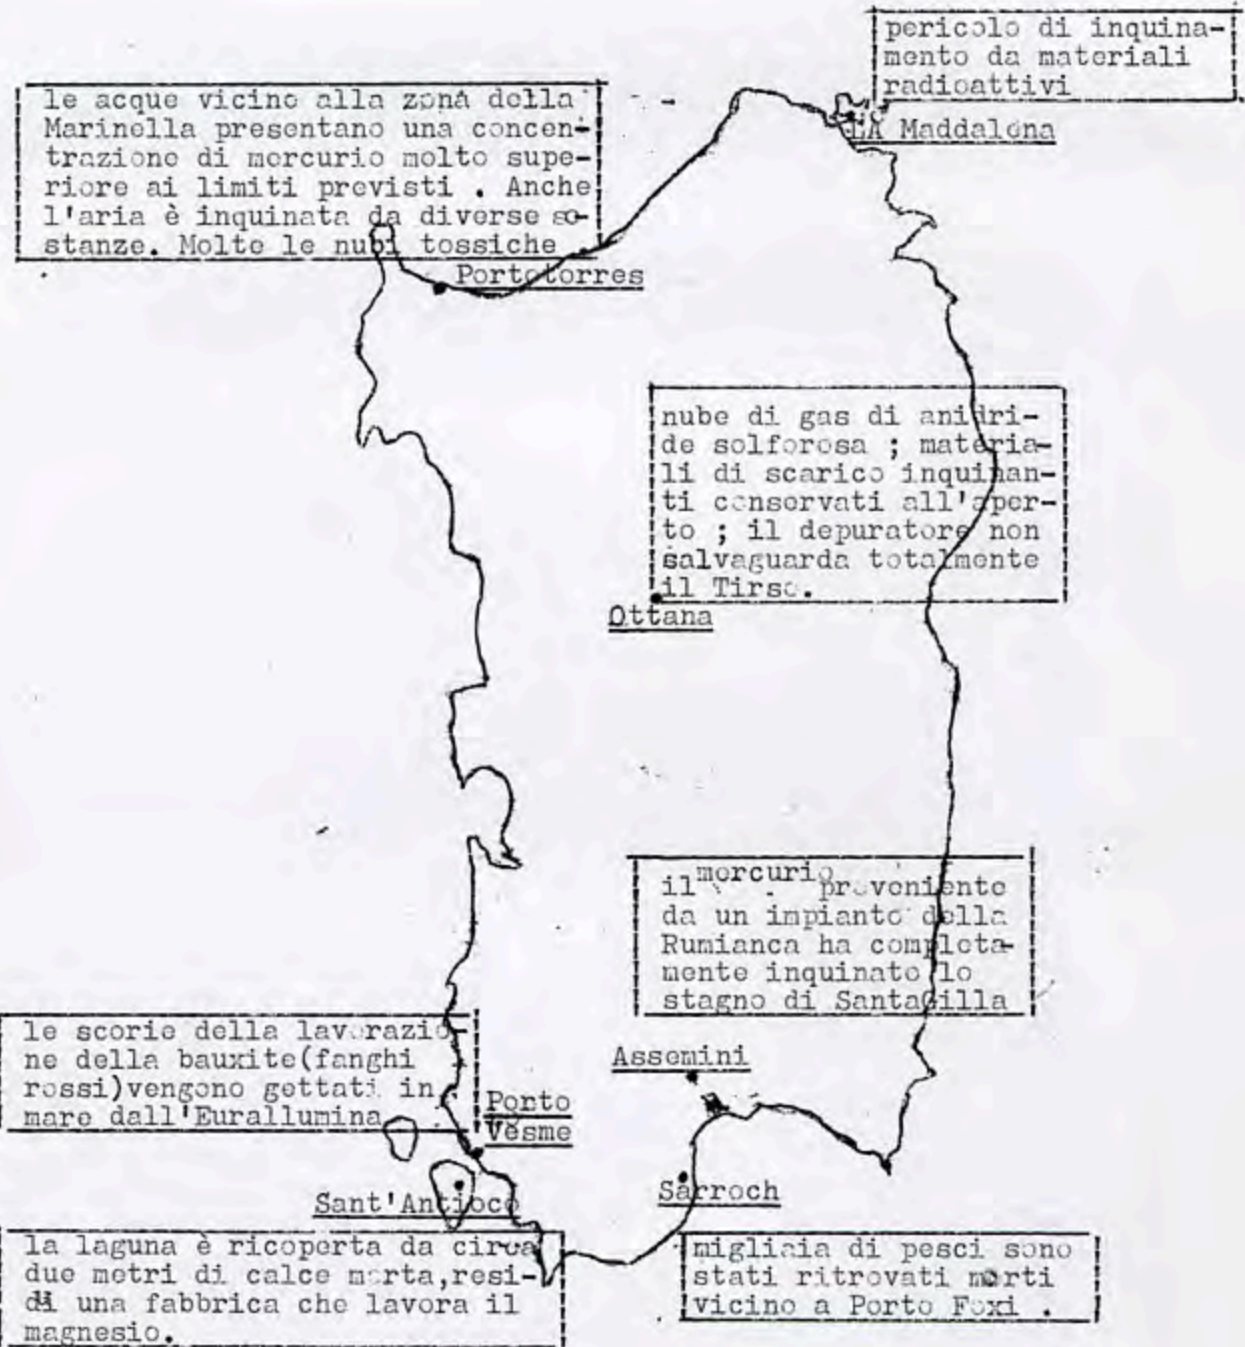 pericolo di inquina-
mento da materiali
radioattivi
LA Maddalena
le acque vicino alla zona della
Marinella presentano una concen-
trazione di mercurio molto supe-
riore ai limiti previsti . Anche
l'aria è inquinata da diverse so-
stanze. Molte le nubi tossiche
Portotorres
nube di gas di anidri-
de solforosa ; materia-
li di scarico inquinan-
ti conservati all'aper-
to ; il depuratore non
salvaguarda totalmente
il Tirso.
Ottana
il mercurio proveniente
da un impianto della
Rumianca ha completa-
mente inquinato lo
stagno di SantaGilla
Assemini
le scorie della lavorazio-
ne della bauxite(fanghi
rossi)vengono gettati in
mare dall'Eurallumina
Porto
Vesme
Sant'Antioco
Sarroch
la laguna è ricoperta da circa
due metri di calce morta,resi-
di una fabbrica che lavora il
magnesio.
migliaia di pesci sono
stati ritrovati morti
vicino a Porto Foxi .